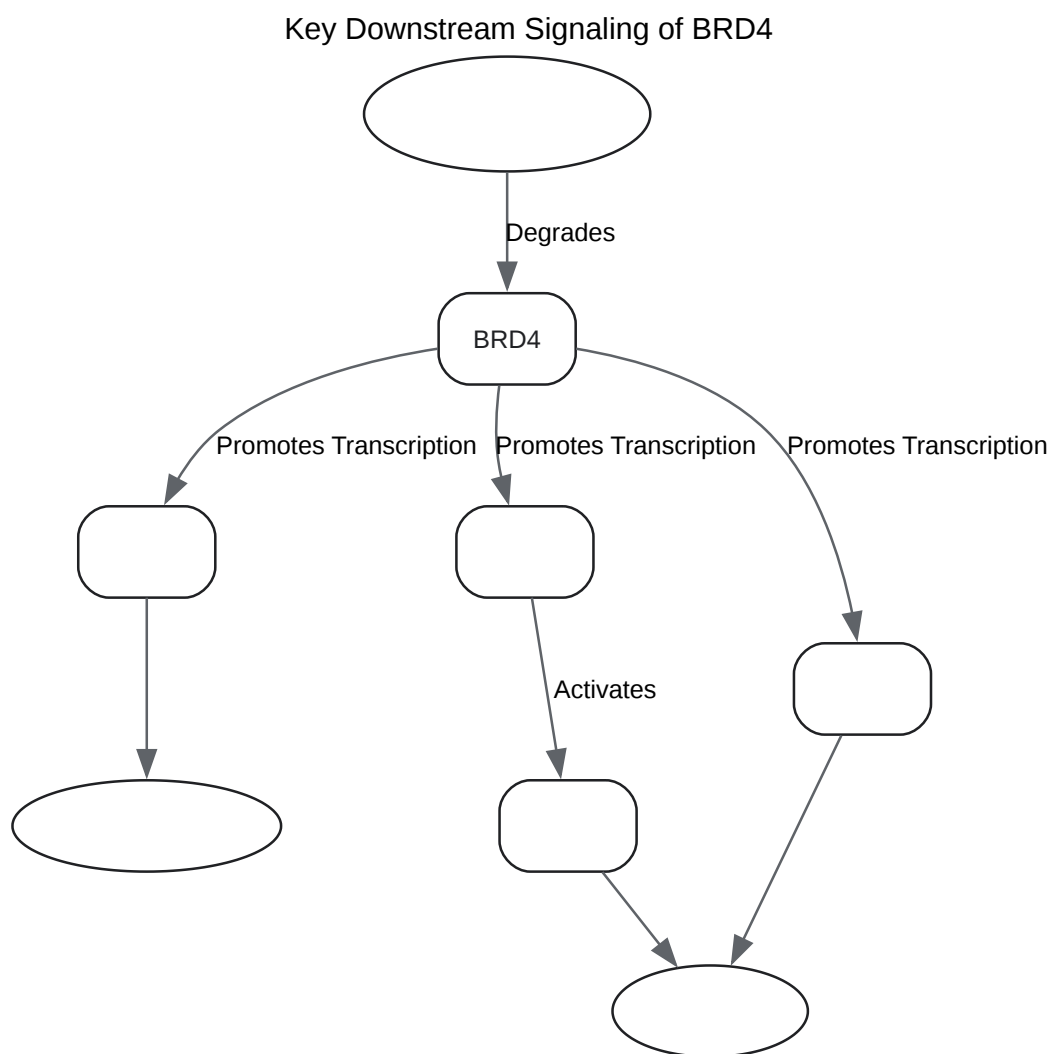 Key Downstream Signaling of BRD4
Degrades
BRD4
Promotes Transcription
Promotes Transcription
Promotes Transcription
Activates